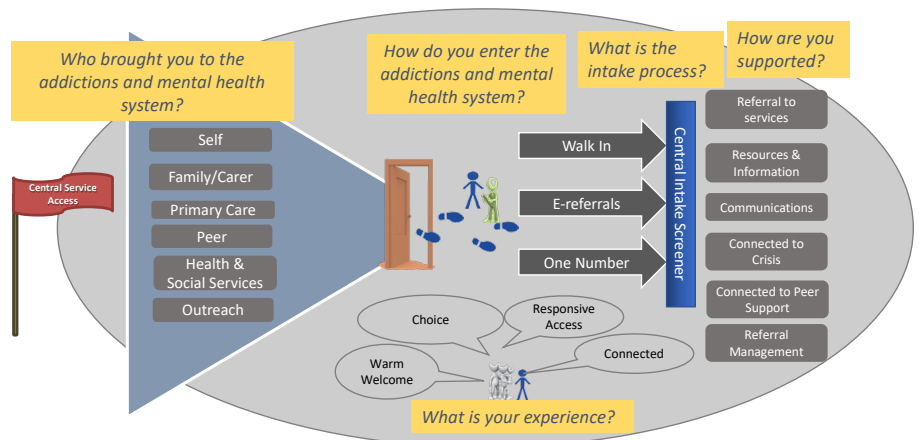 Who brought you to the
addictions and mental health
system?
How do you enter the
addictions and mental
health system?
What is the
intake process?
How are you
supported?
Central Service
Access
Self
Family/Carer
Primary Care
Peer
Health &
Social Services
Outreach
Walk In
E-referrals
One Number
Central Intake Screener
Referral to
services
Resources &
Information
Communications
Connected to
Crisis
Connected to Peer
Support
Referral
Management
Choice
Responsive
Access
Warm
Welcome
Connected
What is your experience?